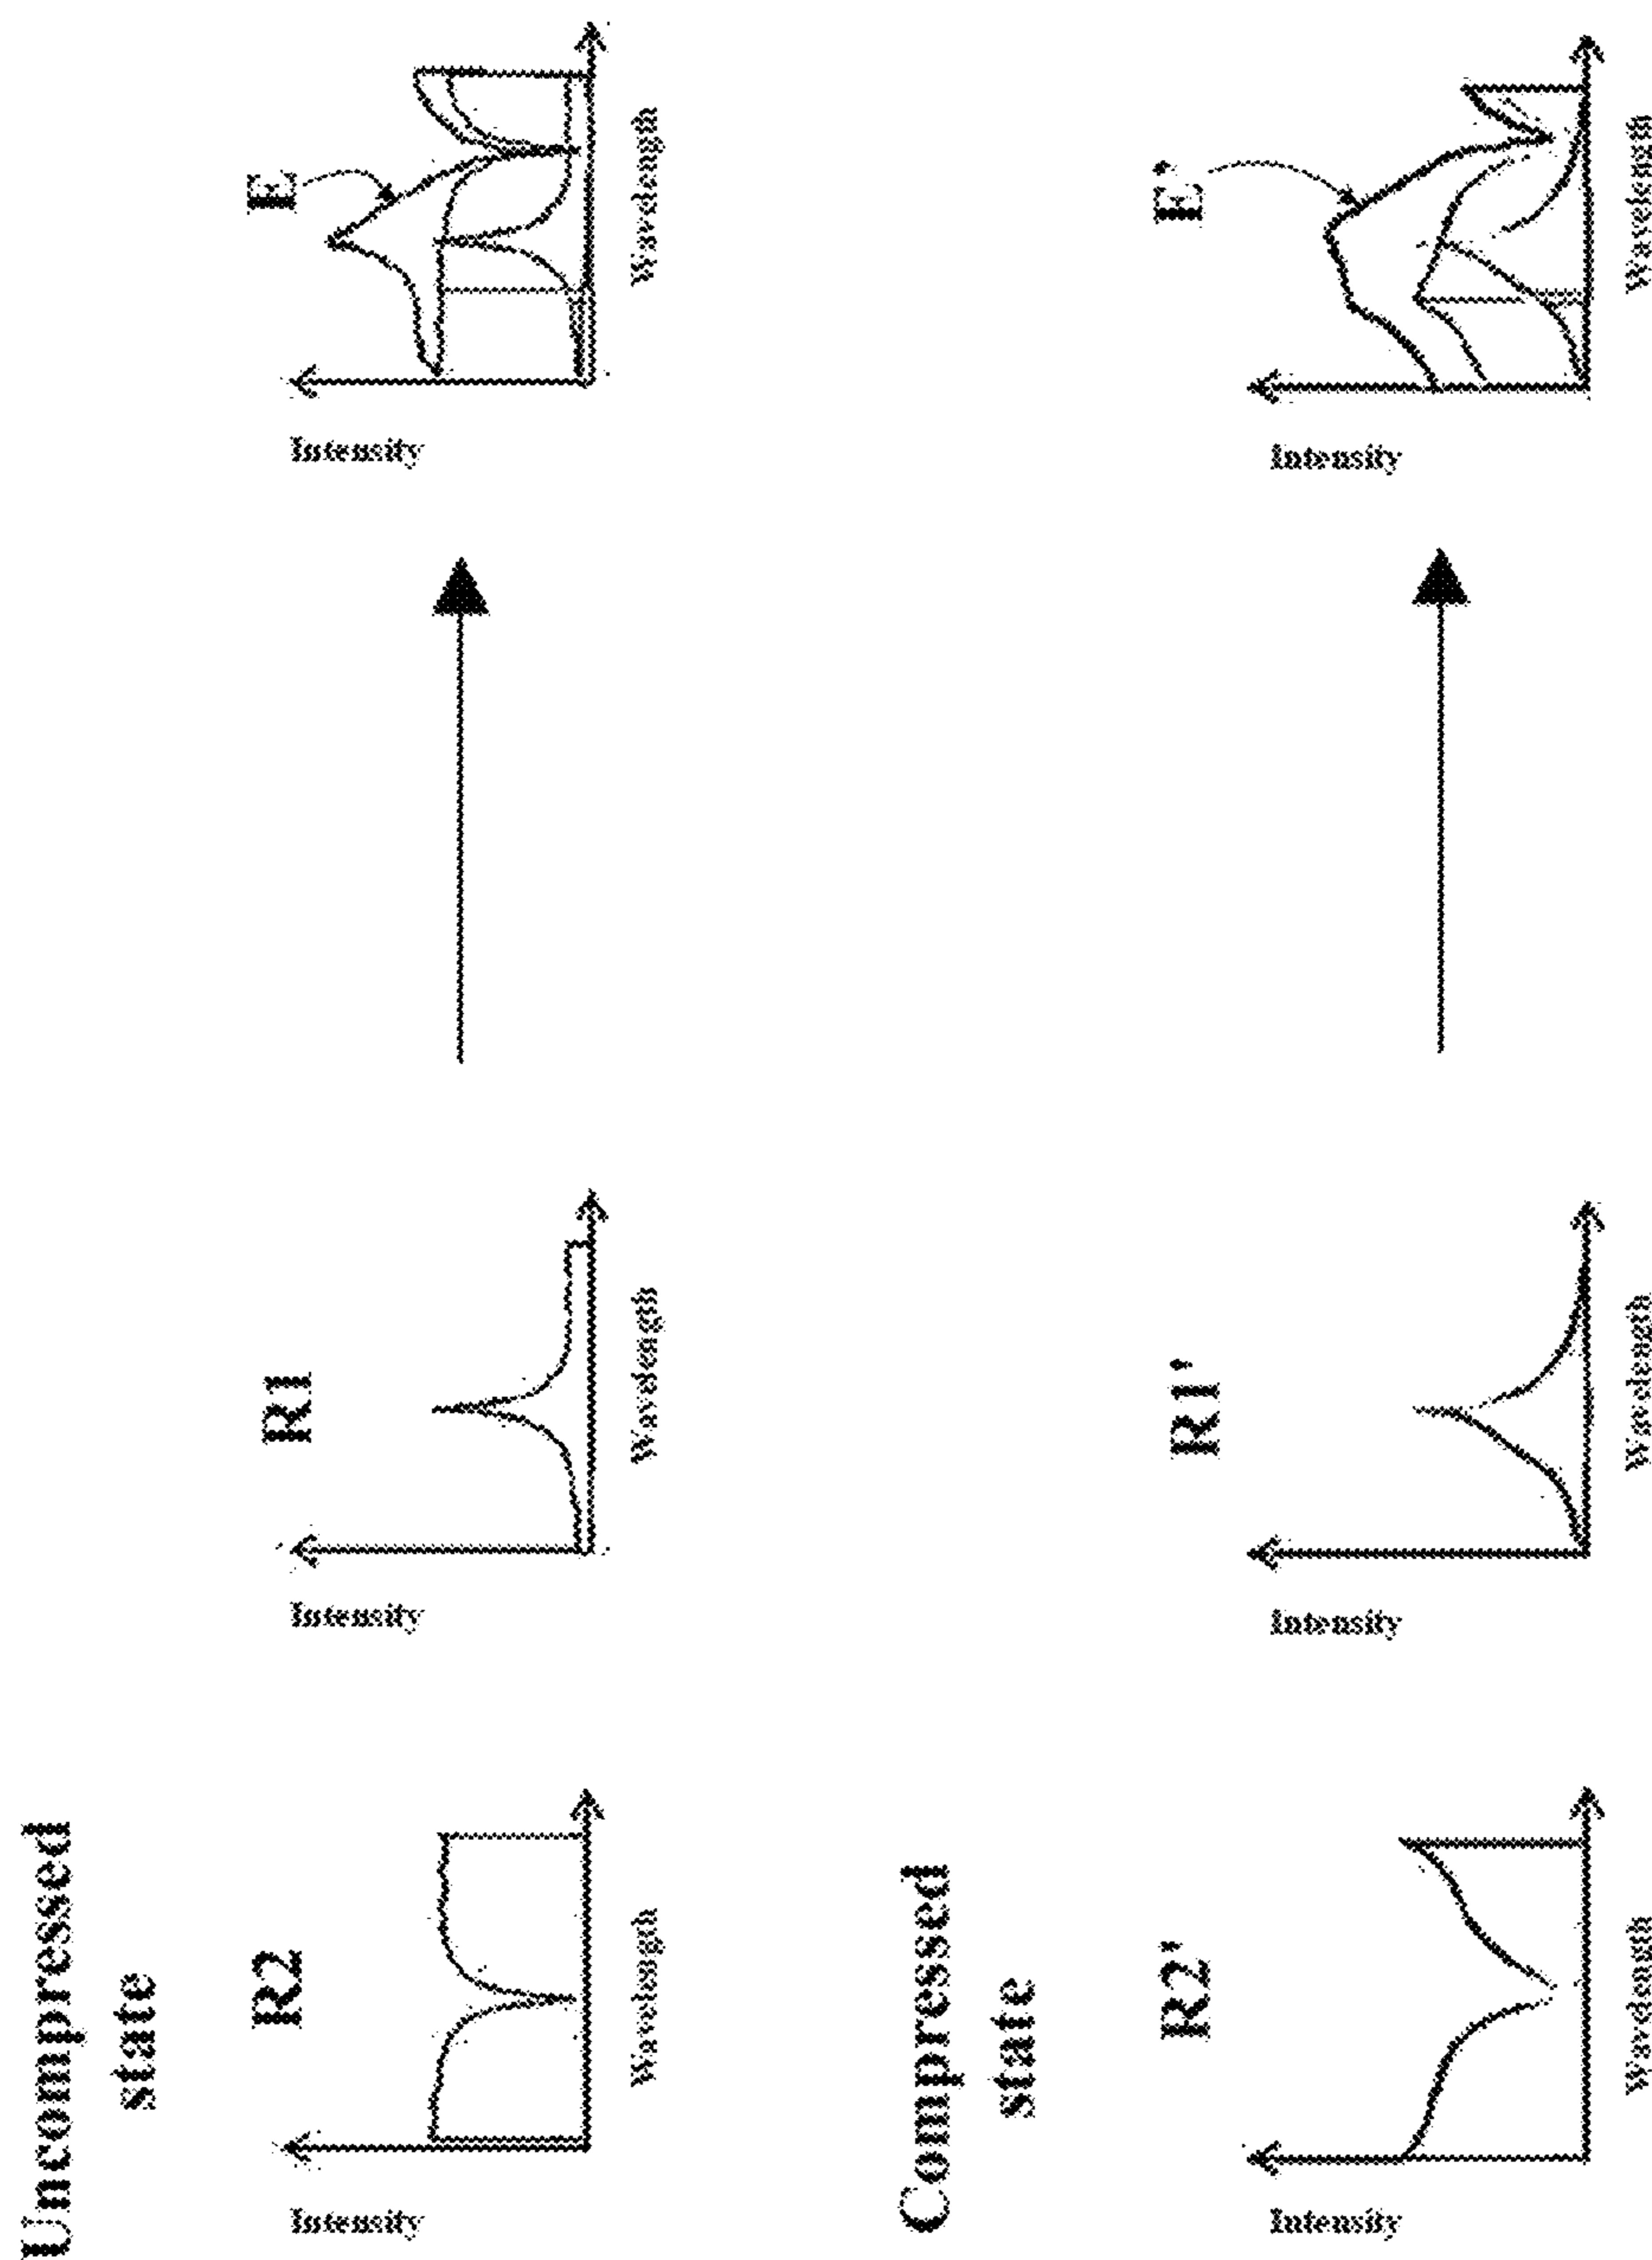 Uncompressed
state
R2
Intensity
Wavelength
R1
Intensity
Wavelength
E
Intensity
Wavelength
Compressed
state
R2'
Intensity
Wavelength
R1'
Intensity
Wavelength
E'
Intensity
Wavelength